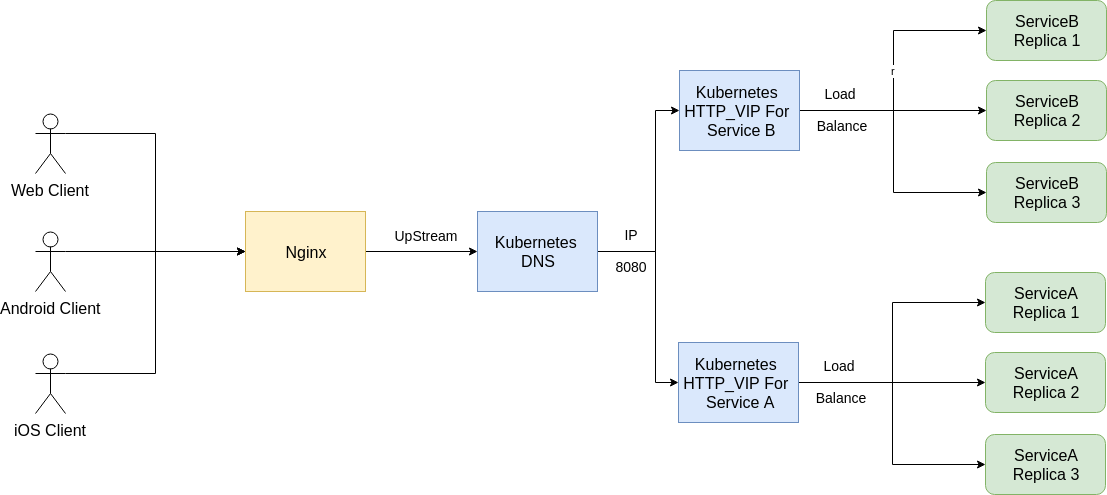 Web Client
Android Client
iOS Client
Nginx
UpStream
Kubernetes
DNS
IP
8080
Kubernetes
HTTP_VIP For
Service B
Load
Balance
r
ServiceB
Replica 1
ServiceB
Replica 2
ServiceB
Replica 3
Kubernetes
HTTP_VIP For
Service A
Load
Balance
ServiceA
Replica 1
ServiceA
Replica 2
ServiceA
Replica 3